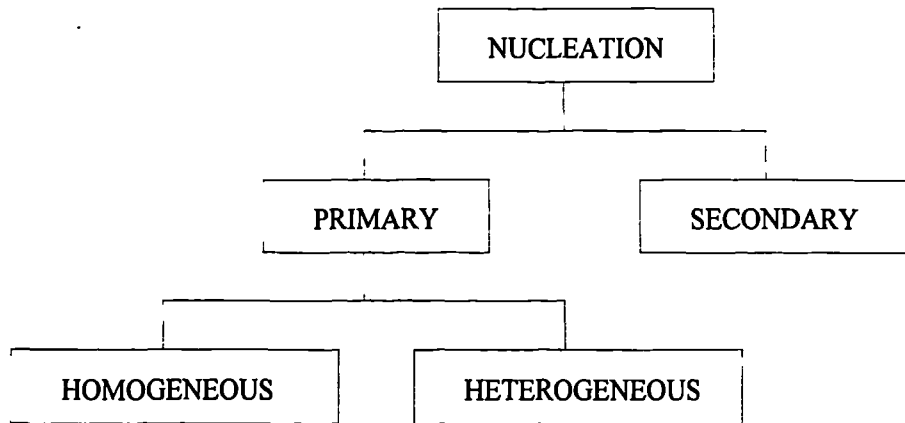 NUCLEATION
PRIMARY SECONDARY
HOMOGENEOUS HETEROGENEOUS